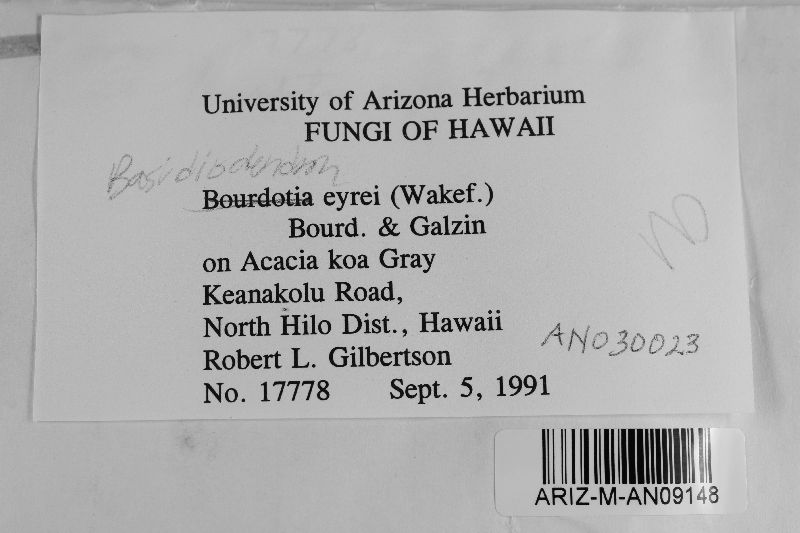 University of Arizona Herbarium
FUNGI OF HAWAII
Basidiodendron
Bourdotia eyrei (Wakef.)
Bourd. & Galzin
on Acacia koa Gray
Keanakolu Road,
North Hilo Dist., Hawaii
AN030023
Robert L. Gilbertson
No. 17778 Sept. 5, 1991
ARIZ-M-AN09148